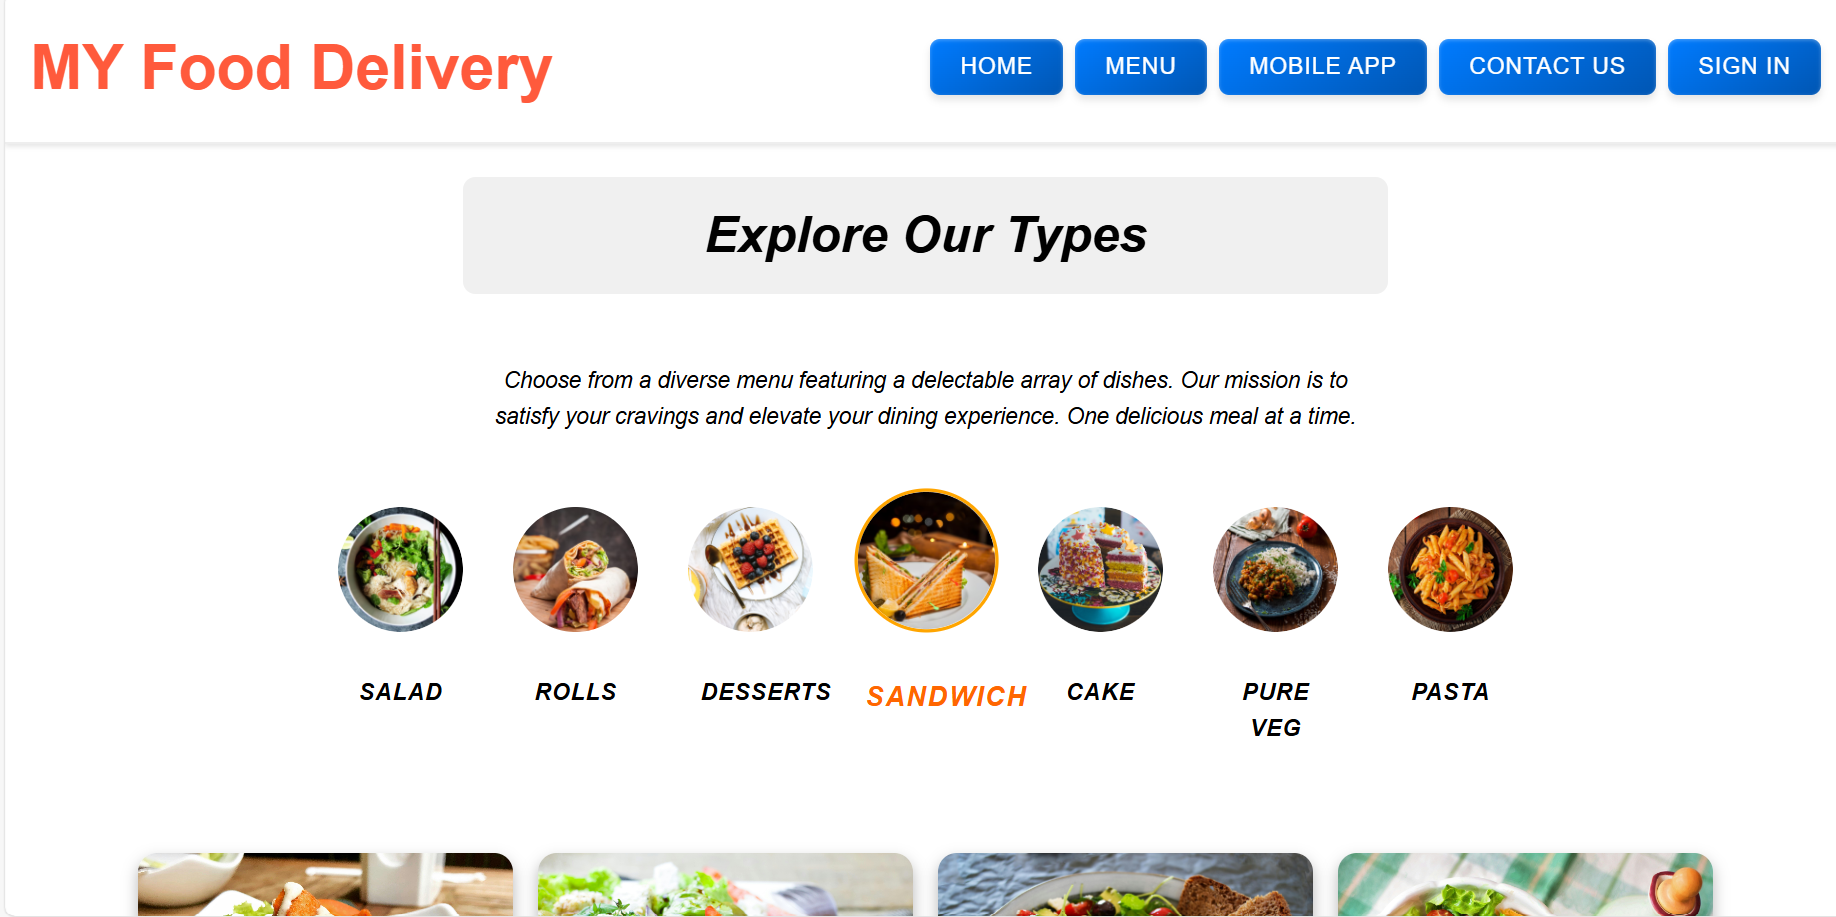 MY Food Delivery
HOME
MENU
MOBILE APP
CONTACT US
SIGN IN
Explore Our Types
Choose from a diverse menu featuring a delectable array of dishes. Our mission is to
satisfy your cravings and elevate your dining experience. One delicious meal at a time.
SALAD
ROLLS
DESSERTS
SANDWICH
CAKE
PURE
VEG
PASTA